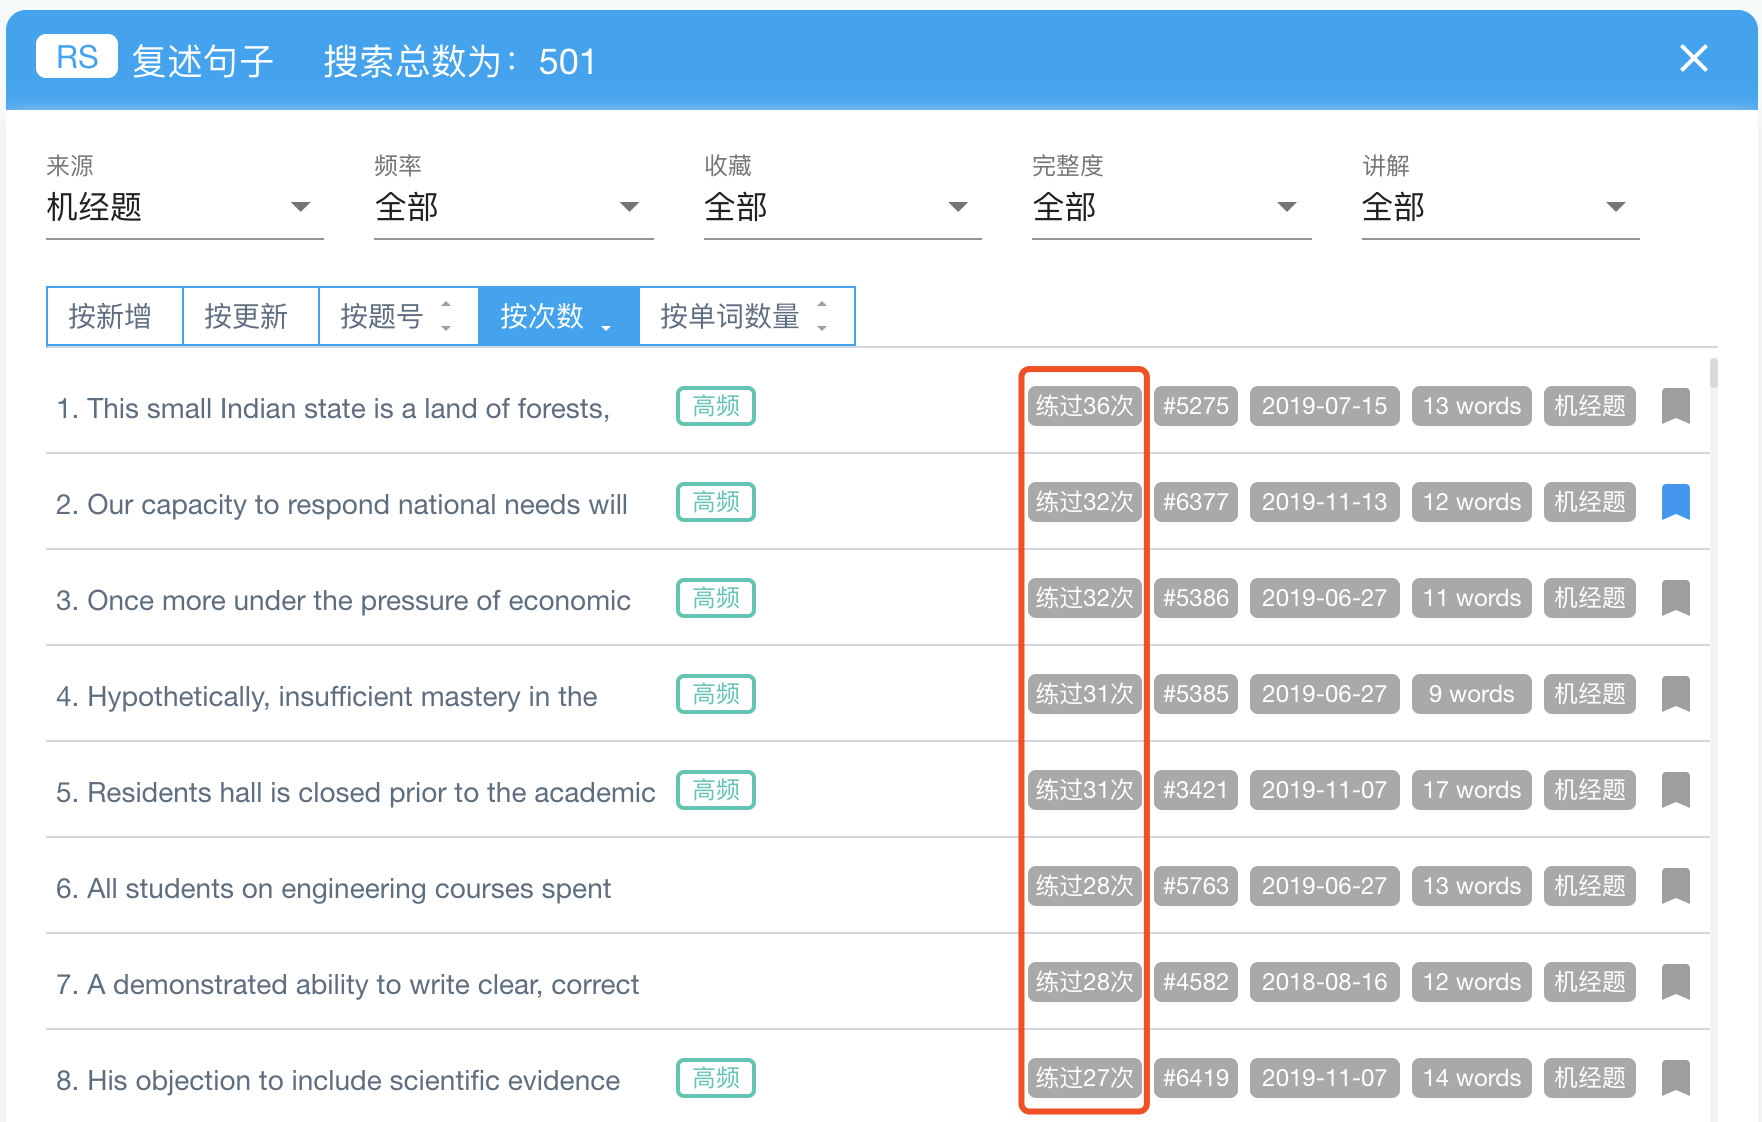 RS 复述句子 搜索总数为：501
来源 频率 收藏 完整度 讲解
机经题 全部 全部 全部 全部
按新增 按更新 按题号 按次数 按单词数量
1. This small Indian state is a land of forests, 高频 练过36次 #5275 2019-07-15 13 words 机经题
2. Our capacity to respond national needs will 高频 练过32次 #6377 2019-11-13 12 words 机经题
3. Once more under the pressure of economic 高频 练过32次 #5386 2019-06-27 11 words 机经题
4. Hypothetically, insufficient mastery in the 高频 练过31次 #5385 2019-06-27 9 words 机经题
5. Residents hall is closed prior to the academic 高频 练过31次 #3421 2019-11-07 17 words 机经题
6. All students on engineering courses spent 练过28次 #5763 2019-06-27 13 words 机经题
7. A demonstrated ability to write clear, correct 练过28次 #4582 2018-08-16 12 words 机经题
8. His objection to include scientific evidence 高频 练过27次 #6419 2019-11-07 14 words 机经题